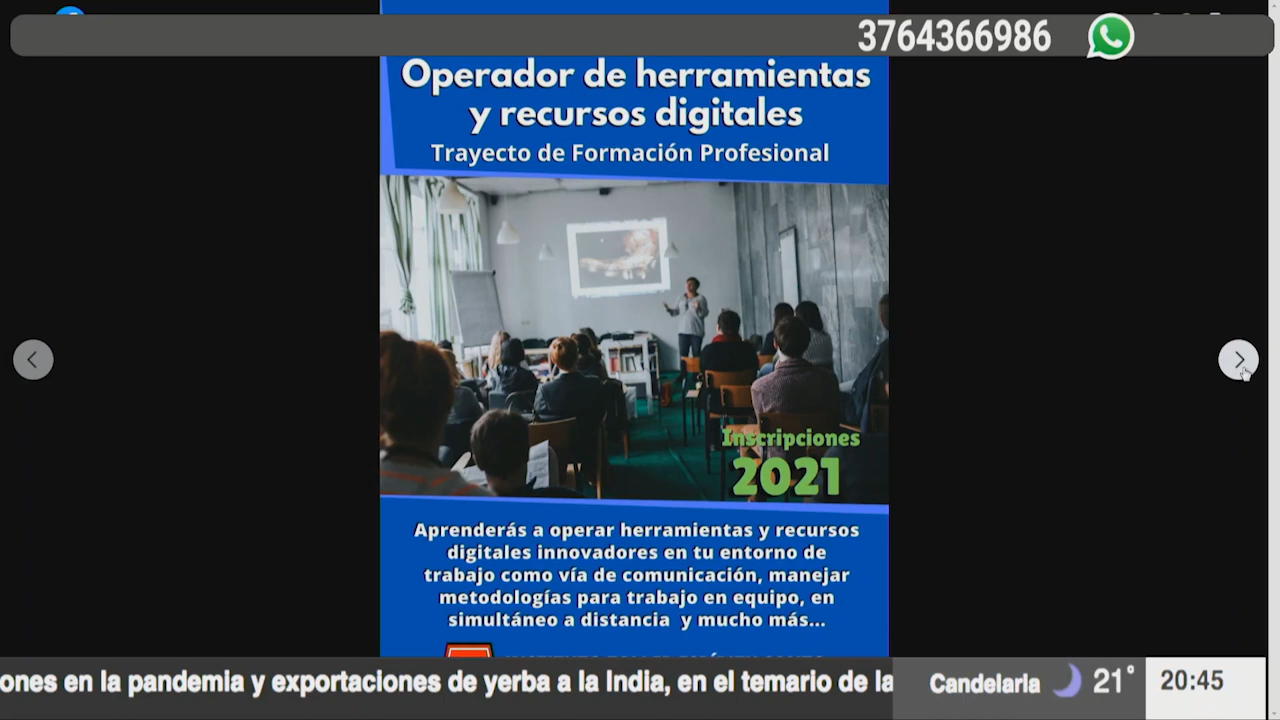 3764366986
Operador de herramientas
y recursos digitales
Trayecto de Formación Profesional
Inscripciones
2021
Aprenderás a operar herramientas y recursos
digitales innovadores en tu entorno de
trabajo como vía de comunicación, manejar
metodologías para trabajo en equipo, en
simultáneo a distancia y mucho más...
ones en la pandemia y exportaciones de yerba a la India, en el temario de la
Candelaria 21°
20:45